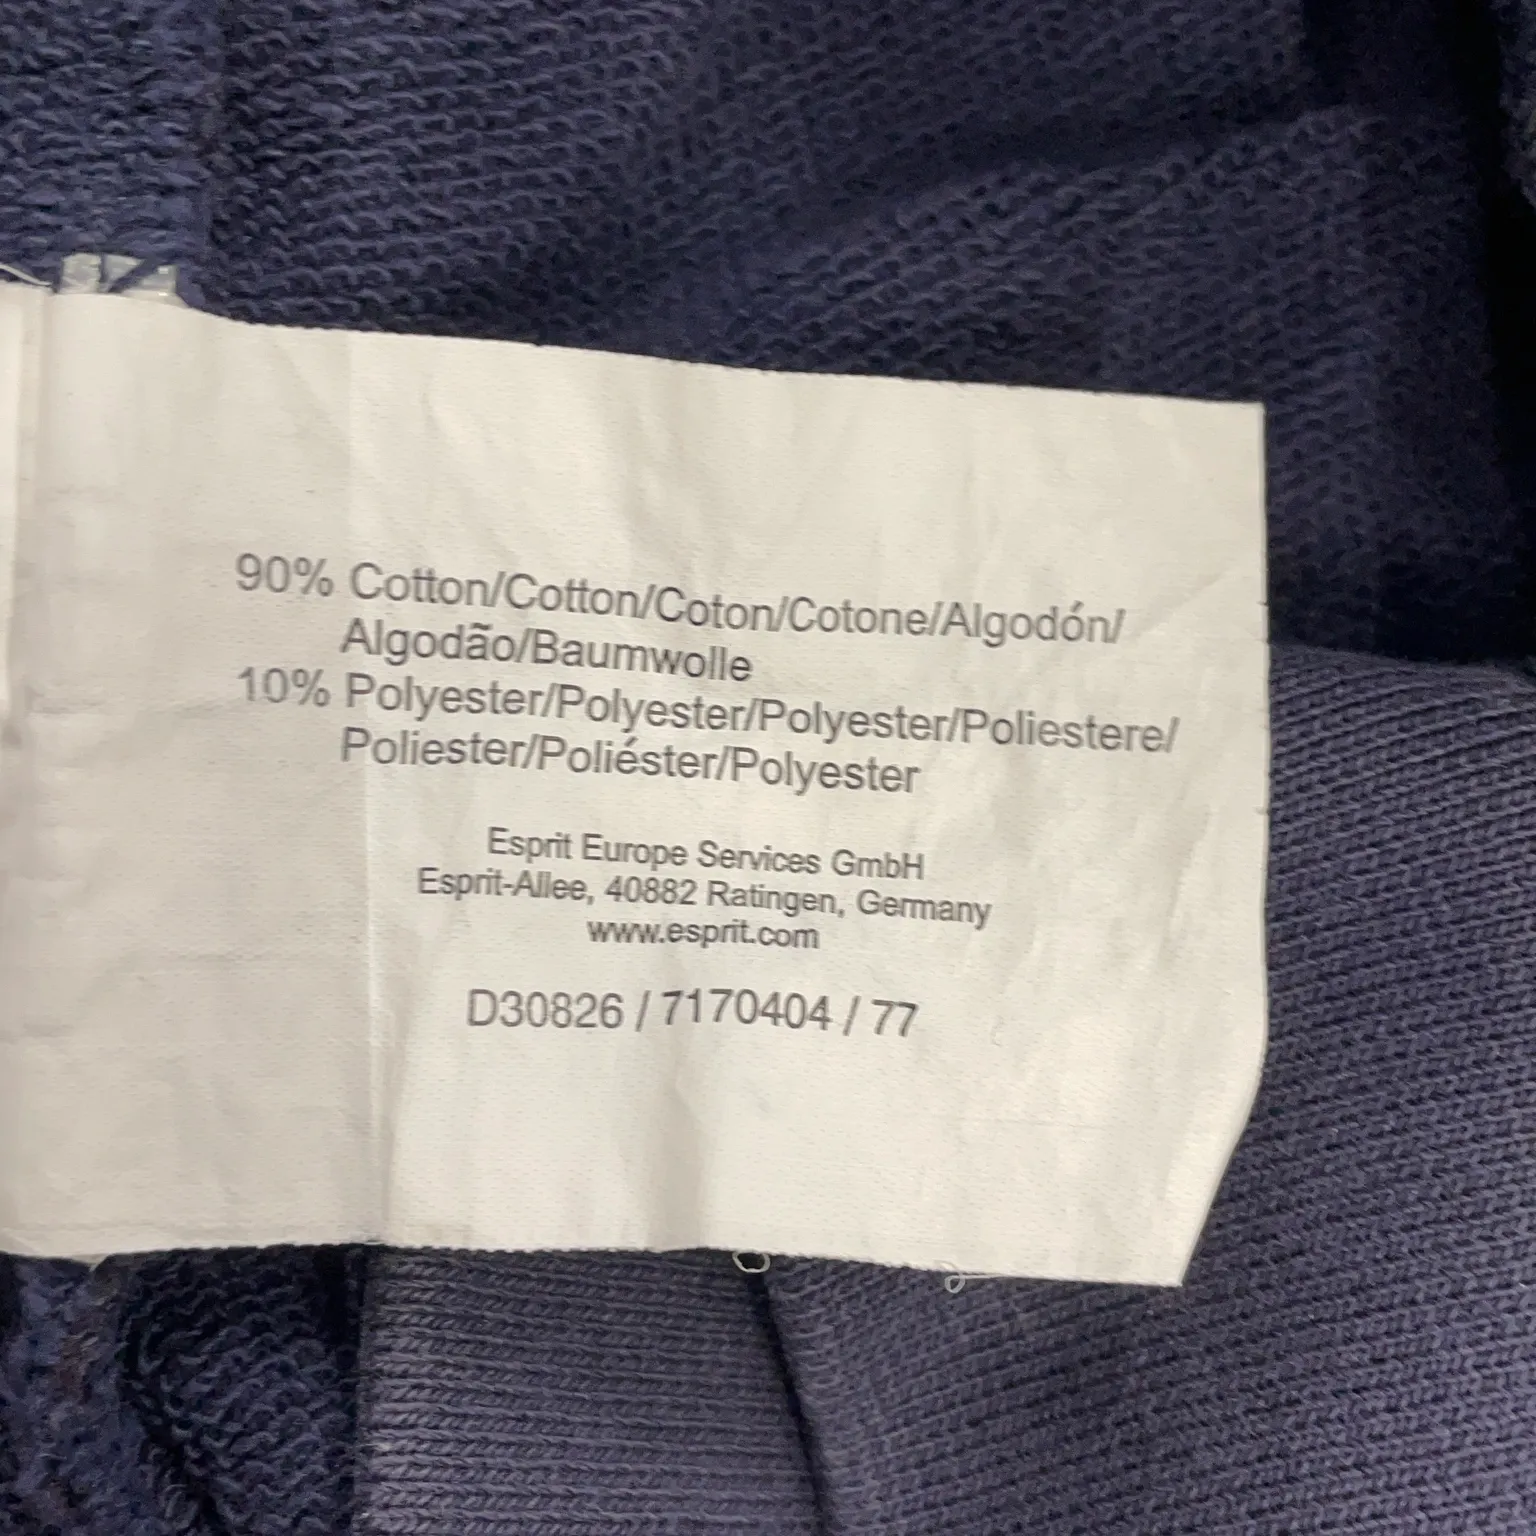 90% Cotton/Cotton/Coton/Cotone/Algodón/
Algodão/Baumwolle
10% Polyester/Polyester/Polyester/Poliestere/
Poliester/Poliéster/Polyester
Esprit Europe Services GmbH
Esprit-Allee, 40882 Ratingen, Germany
www.esprit.com
D30826 / 7170404 / 77